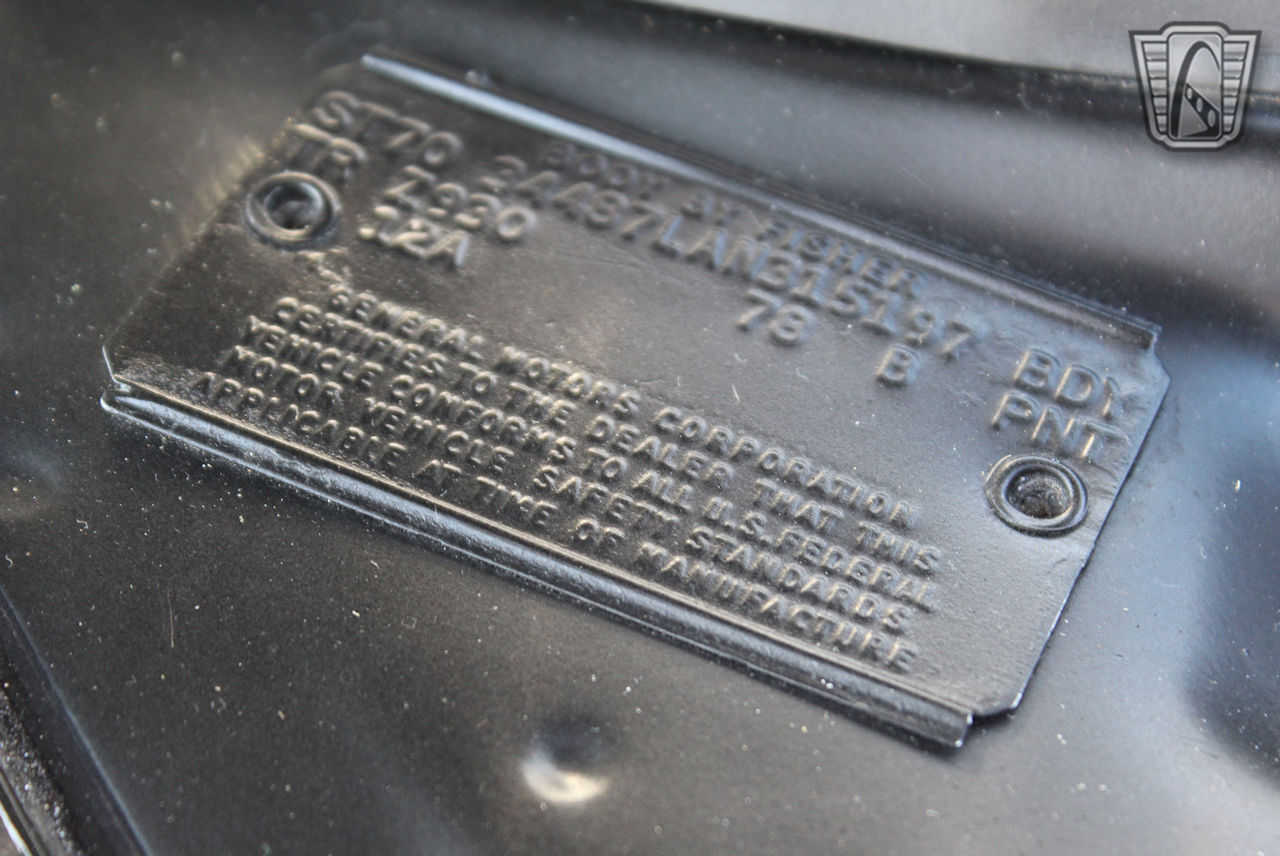 BODY BY FISHER
ST70 24487LAN315197 BDY
TR Z930 78 B PNT
12A
GENERAL MOTORS CORPORATION
CERTIFIES TO THE DEALER THAT THIS
VEHICLE CONFORMS TO ALL U.S. FEDERAL
MOTOR VEHICLE SAFETY STANDARDS
APPLICABLE AT TIME OF MANUFACTURE